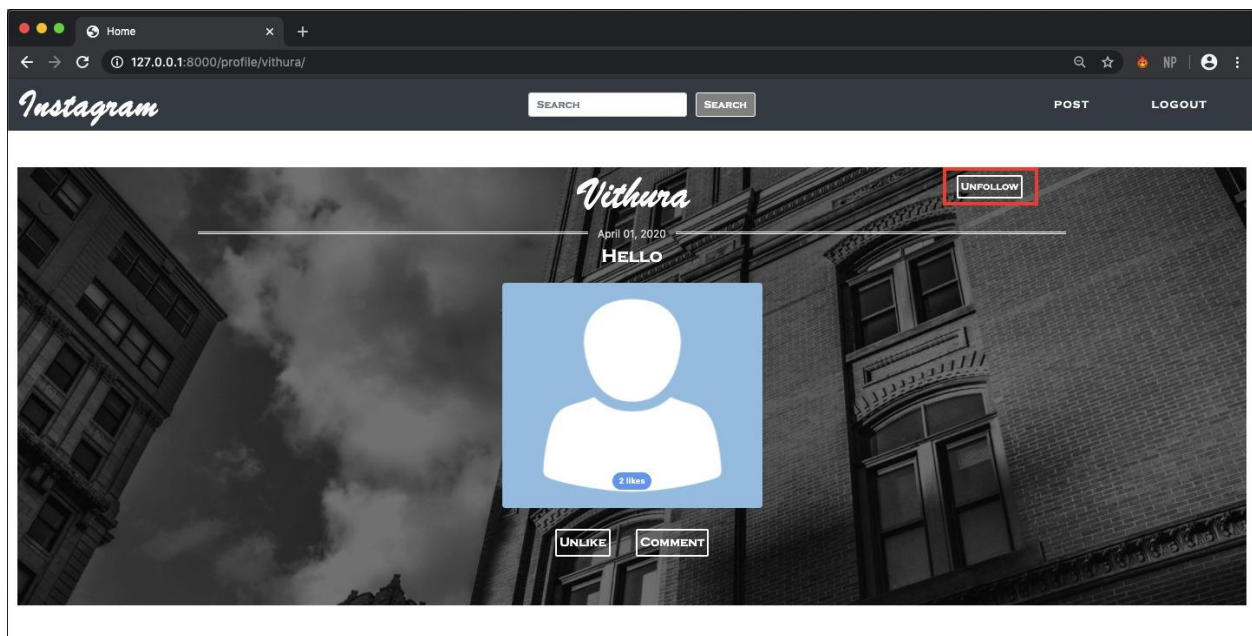 Home
127.0.0.1:8000/profile/vithura/
NP
Instagram
SEARCH
SEARCH
POST
LOGOUT
Vithura
UNFOLLOW
April 01, 2020
HELLO
2 likes
UNLIKE
COMMENT